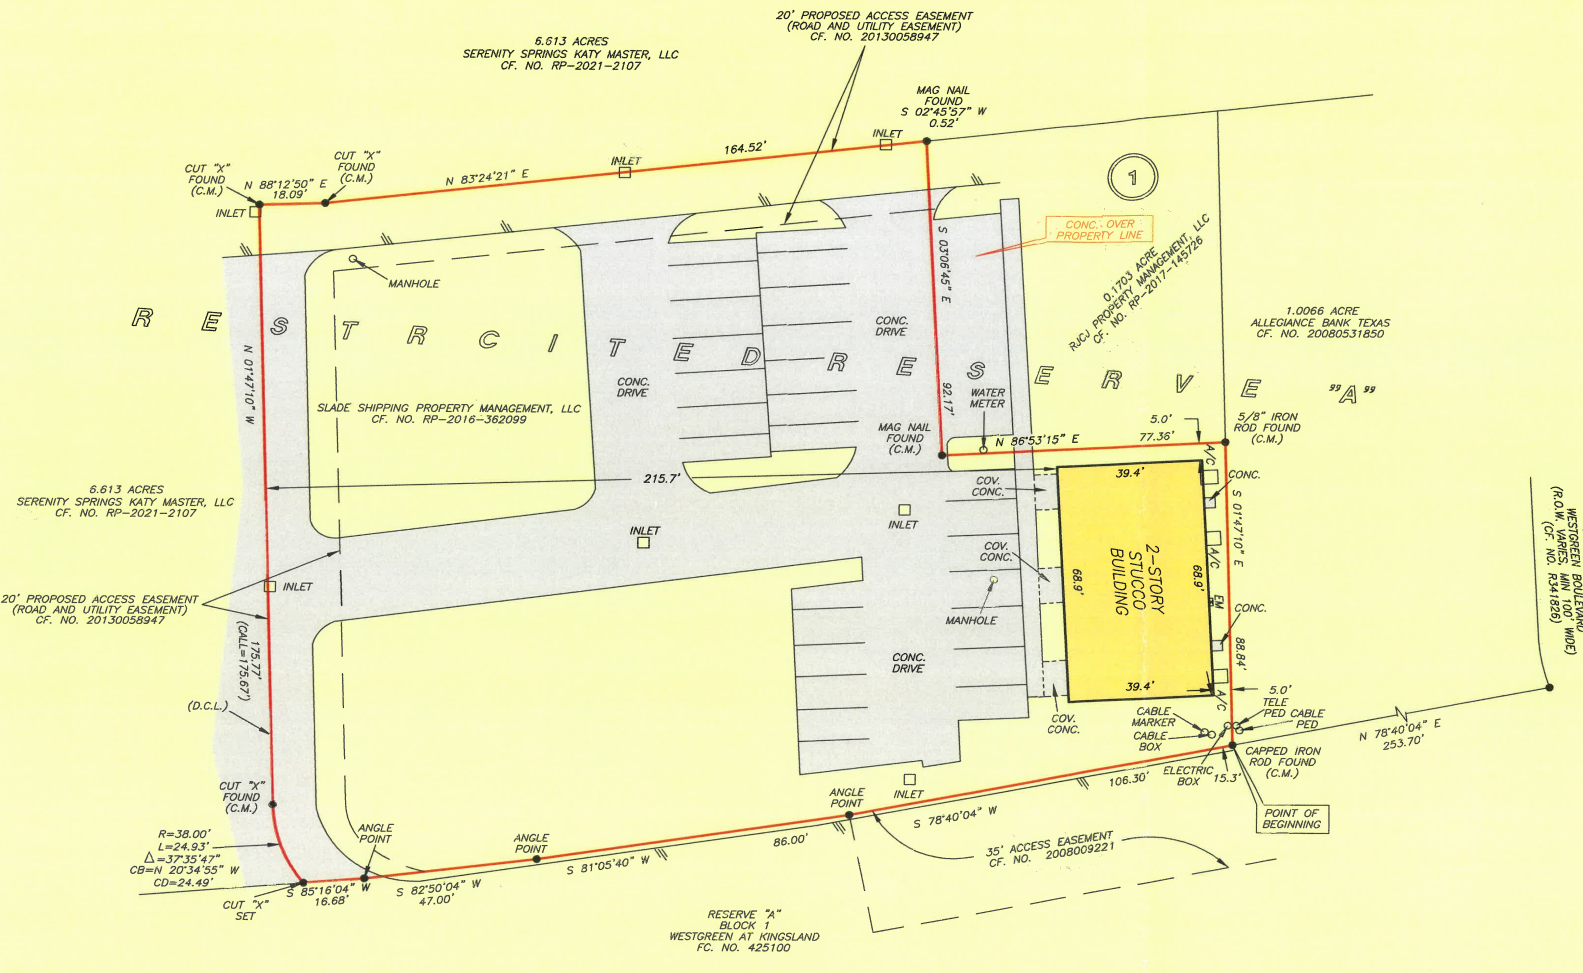 20' PROPOSED ACCESS EASEMENT
(ROAD AND UTILITY EASEMENT)
CF. NO. 20130058947
6.613 ACRES
SERENITY SPRINGS KATY MASTER, LLC
CF. NO. RP-2021-2107
MAG NAIL
FOUND
S 02°45'57" W
0.52'
INLET
164.52'
INLET
N 83°24'21" E
CUT "X"
FOUND
(C.M.)
CUT "X"
FOUND
(C.M.)
N 88°12'50" E
18.09'
INLET
1
CONC. OVER
PROPERTY LINE
MANHOLE
S 03°06'45" E
92.17'
0.1703 ACRE
RJCJ PROPERTY MANAGEMENT, LLC
CF. NO. RP-2017-145726
1.0066 ACRE
ALLEGIANCE BANK TEXAS
CF. NO. 20080531850
RESTRCITED RESERVE "A"
CONC.
DRIVE
CONC.
DRIVE
N 01°47'10" W
SLADE SHIPPING PROPERTY MANAGEMENT, LLC
CF. NO. RP-2016-362099
WATER
METER
MAG NAIL
FOUND
(C.M.)
N 86°53'15" E
77.36'
5.0'
5/8" IRON
ROD FOUND
(C.M.)
6.613 ACRES
SERENITY SPRINGS KATY MASTER, LLC
CF. NO. RP-2021-2107
215.7'
39.4'
A/C
CONC.
COV.
CONC.
INLET
INLET
S 01°47'10" E
88.84'
COV.
CONC.
68.9'
2-STORY
STUCCO
BUILDING
68.9'
A/C
EM
CONC.
WESTGREEN BOULEVARD
(R.O.W. VARIES, MIN 100' WIDE)
(CF. NO. R341826)
INLET
20' PROPOSED ACCESS EASEMENT
(ROAD AND UTILITY EASEMENT)
CF. NO. 20130058947
MANHOLE
175.77'
(CALL=175.67')
CONC.
DRIVE
(D.C.L.)
39.4'
A/C
5.0'
COV.
CONC.
CABLE
MARKER
CABLE
BOX
TELE
PED
CABLE
PED
ELECTRIC
BOX
15.3'
CAPPED IRON
ROD FOUND
(C.M.)
N 78°40'04" E
253.70'
CUT "X"
FOUND
(C.M.)
INLET
106.30'
S 78°40'04" W
POINT OF
BEGINNING
ANGLE
POINT
R=38.00'
L=24.93'
Δ=37°35'47"
CB=N 20°34'55" W
CD=24.49'
ANGLE
POINT
ANGLE
POINT
86.00'
S 81°05'40" W
35' ACCESS EASEMENT
CF. NO. 2008009221
S 85°16'04" W
16.68'
S 82°50'04" W
47.00'
CUT "X"
SET
RESERVE "A"
BLOCK 1
WESTGREEN AT KINGSLAND
FC. NO. 425100